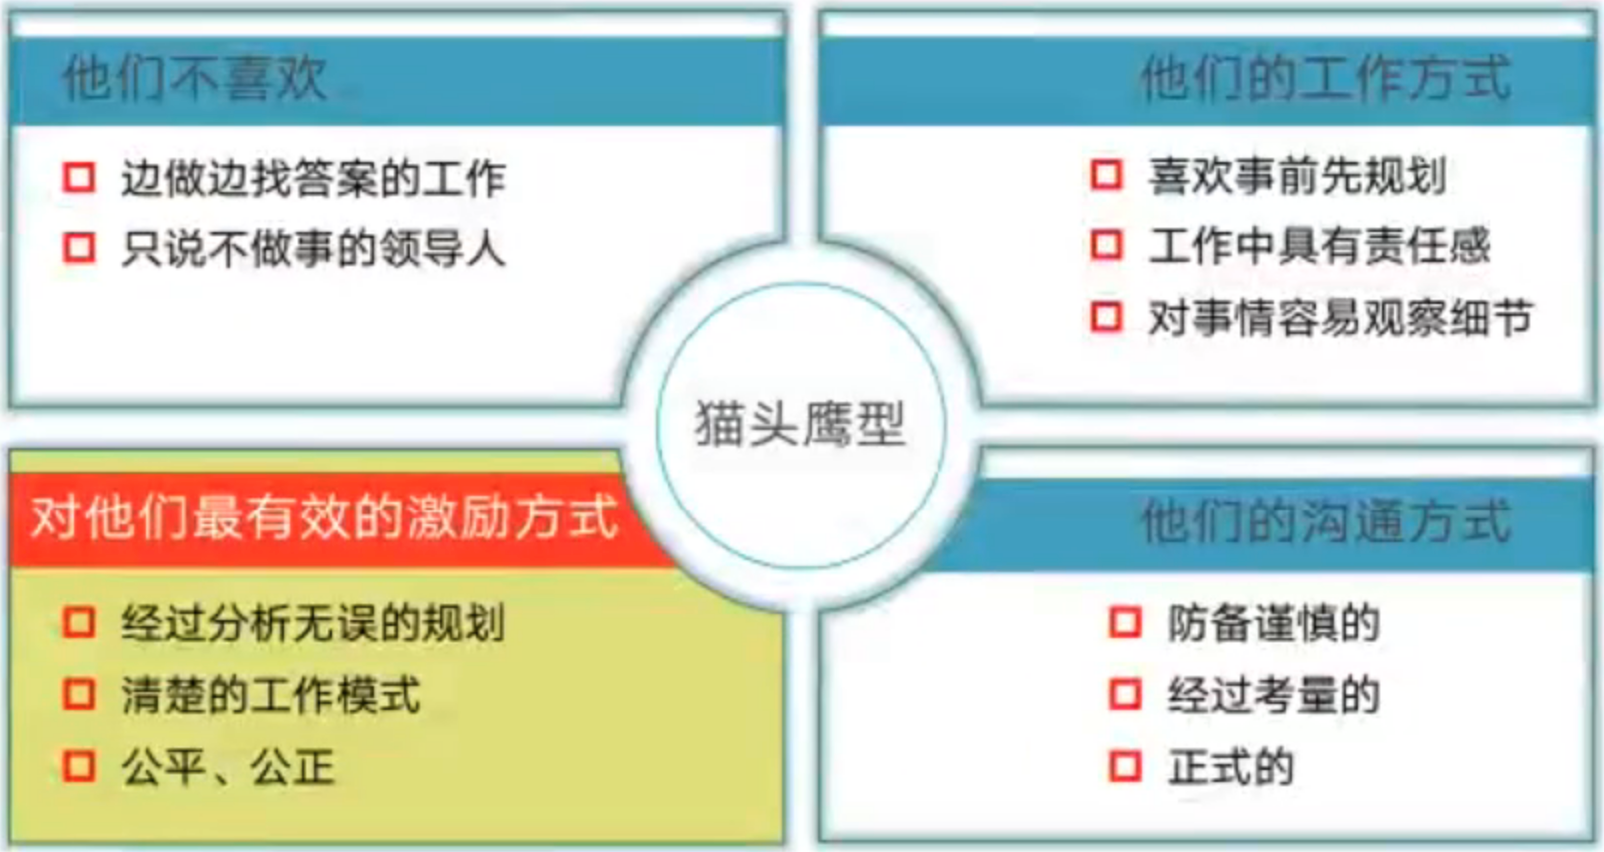 他们不喜欢
边做边找答案的工作
只说不做事的领导人
他们的工作方式
喜欢事前先规划
工作中具有责任感
对事情容易观察细节
猫头鹰型
对他们最有效的激励方式
经过分析无误的规划
清楚的工作模式
公平、公正
他们的沟通方式
防备谨慎的
经过考量的
正式的